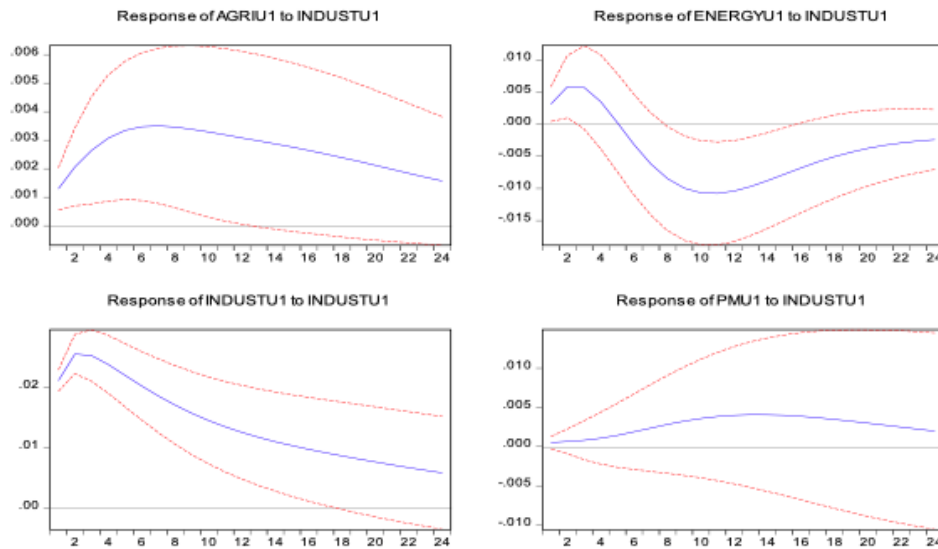 Response of AGRIU1 to INDUSTU1
.006
.005
.004
.003
.002
.001
.000
2 4 6 8 10 12 14 16 18 20 22 24
Response of ENERGYU1 to INDUSTU1
.010
.005
.000
-.005
-.010
-.015
2 4 6 8 10 12 14 16 18 20 22 24
Response of INDUSTU1 to INDUSTU1
.02
.01
.00
2 4 6 8 10 12 14 16 18 20 22 24
Response of PMU1 to INDUSTU1
.010
.005
.000
-.005
-.010
2 4 6 8 10 12 14 16 18 20 22 24